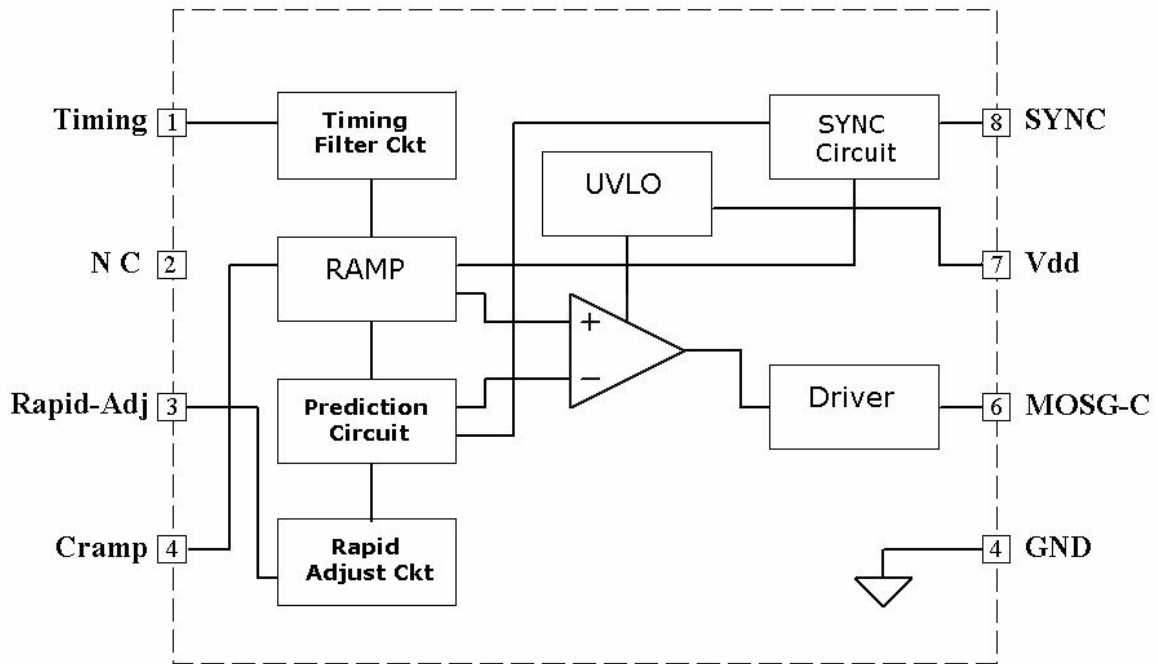 Timing 1
Timing
Filter Ckt
SYNC
Circuit
8 SYNC
UVLO
N C 2
RAMP
7 Vdd
+
−
Rapid-Adj 3
Prediction
Circuit
Driver
6 MOSG-C
Cramp 4
Rapid
Adjust Ckt
4 GND